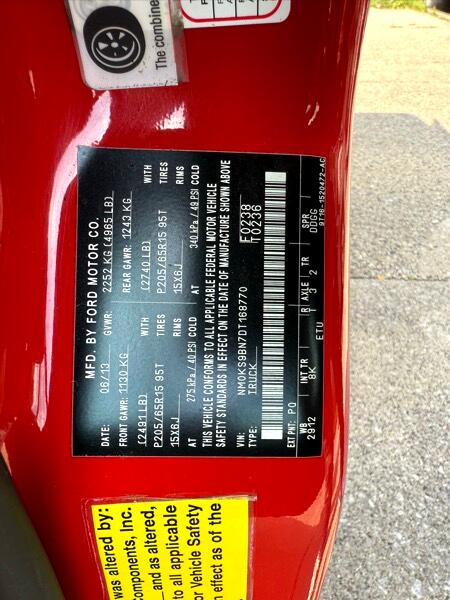 The combine
MFD. BY FORD MOTOR CO.
DATE: 06/13 GVWR: 2252 KG (4965 LB)
FRONT GAWR: 1130 KG REAR GAWR: 1243 KG
(2491 LB) WITH (2740 LB) WITH
P205/65R15 95T TIRES P205/65R15 95T TIRES
15X6J RIMS 15X6J RIMS
AT 275 kPa / 40 PSI COLD AT 340 kPa / 49 PSI COLD
THIS VEHICLE CONFORMS TO ALL APPLICABLE FEDERAL MOTOR VEHICLE
SAFETY STANDARDS IN EFFECT ON THE DATE OF MANUFACTURE SHOWN ABOVE
VIN: NM0KS9BN7DT168770 F0238
TYPE: TRUCK T0236
EXT PNT: PQ
WB INT TR R AXLE TR SPR
2912 8K 1 3 2 DDGG
ETU 9T1B-1520472-AC
was altered by:
components, Inc.
and as altered,
to all applicable
or Vehicle Safety
n effect as of the